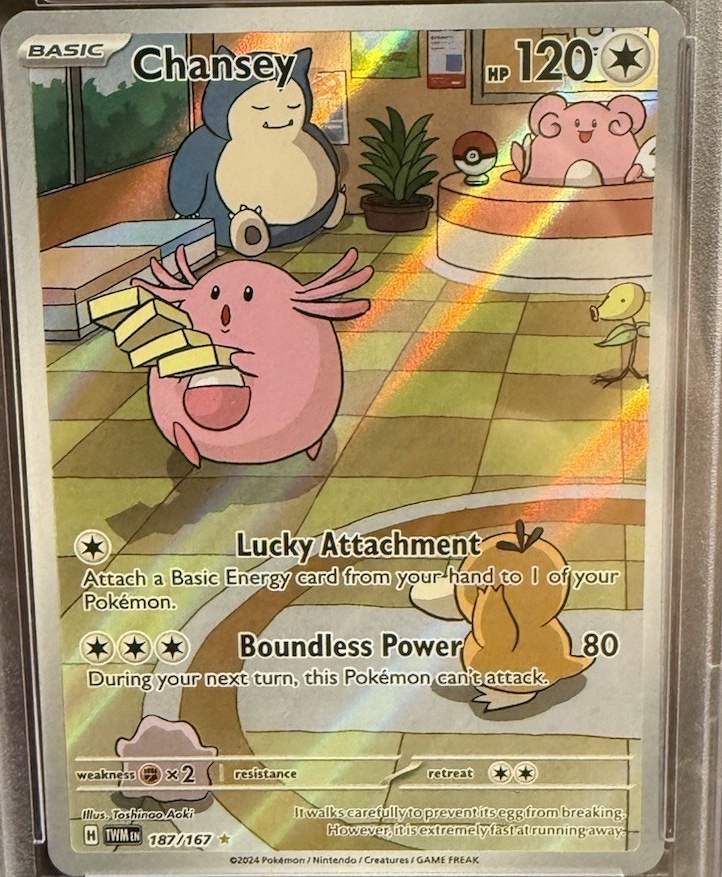 BASIC
Chansey
HP 120
Lucky Attachment
Attach a Basic Energy card from your hand to 1 of your
Pokémon.
Boundless Power 80
During your next turn, this Pokémon can't attack.
weakness ×2 resistance retreat
Illus. Toshinao Aoki
It walks carefully to prevent its egg from breaking.
However, it is extremely fast at running away.
H TWM EN 187/167
©2024 Pokémon / Nintendo / Creatures / GAME FREAK